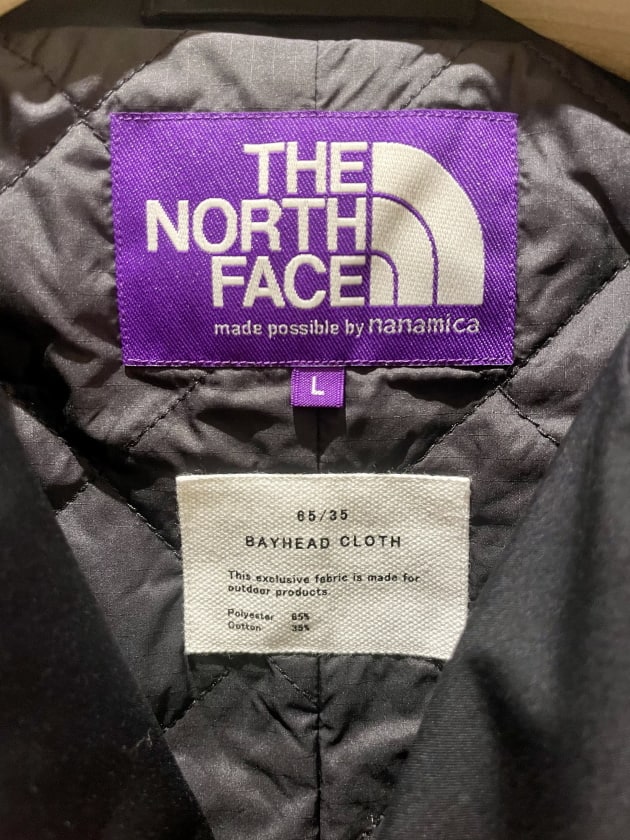 THE
NORTH
FACE
made possible by nanamica
L
65/35
BAYHEAD CLOTH
This exclusive fabric is made for
outdoor products
Polyester 65%
Cotton 35%